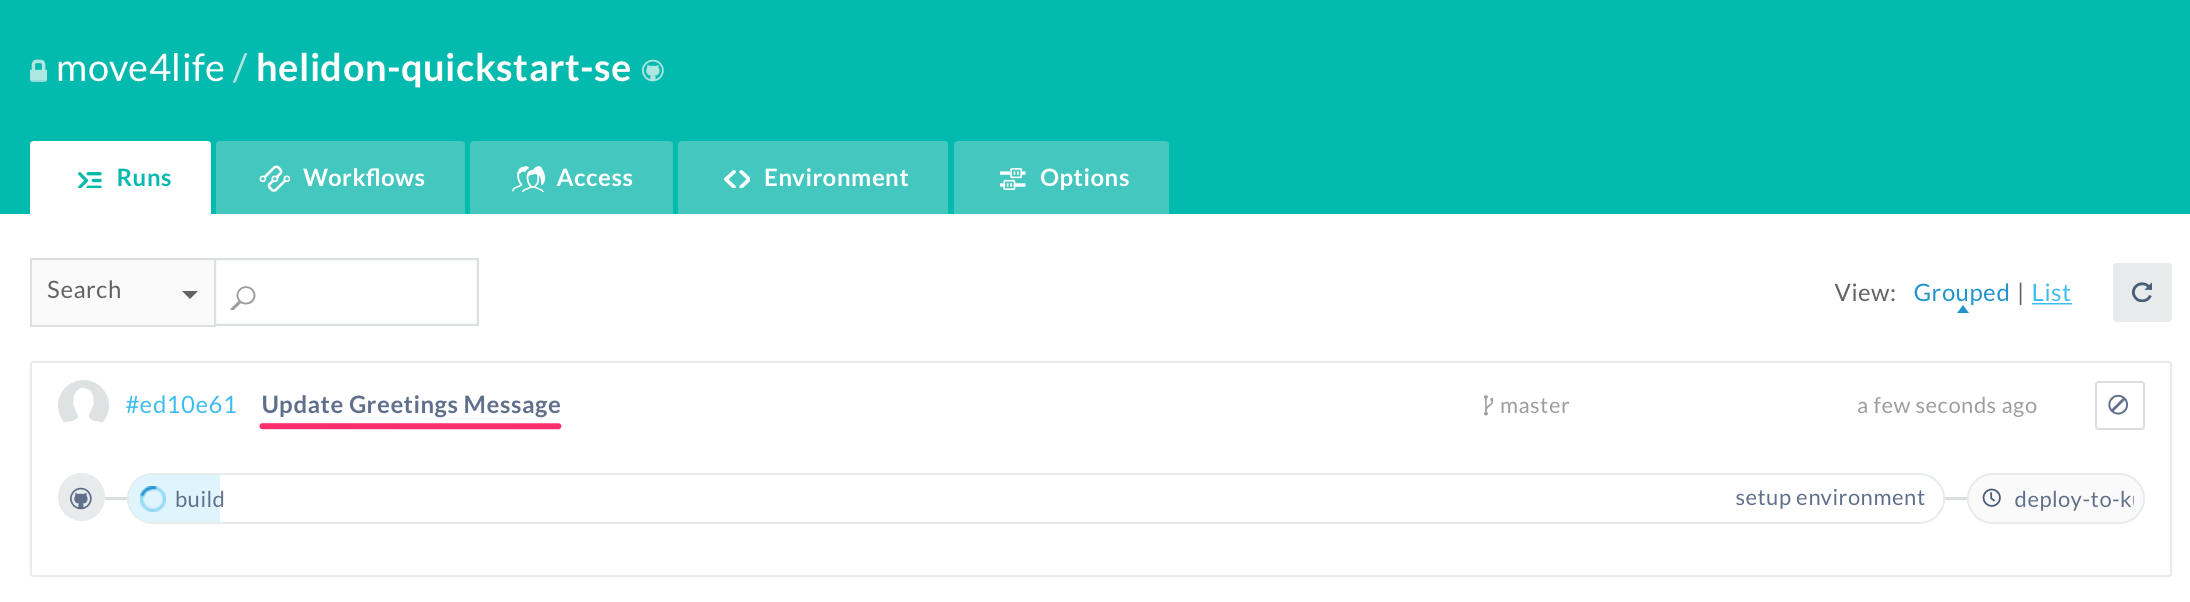 move4life / helidon-quickstart-se
Runs Workflows Access Environment Options
Search View: Grouped | List
#ed10e61 Update Greetings Message master a few seconds ago
build setup environment deploy-to-k